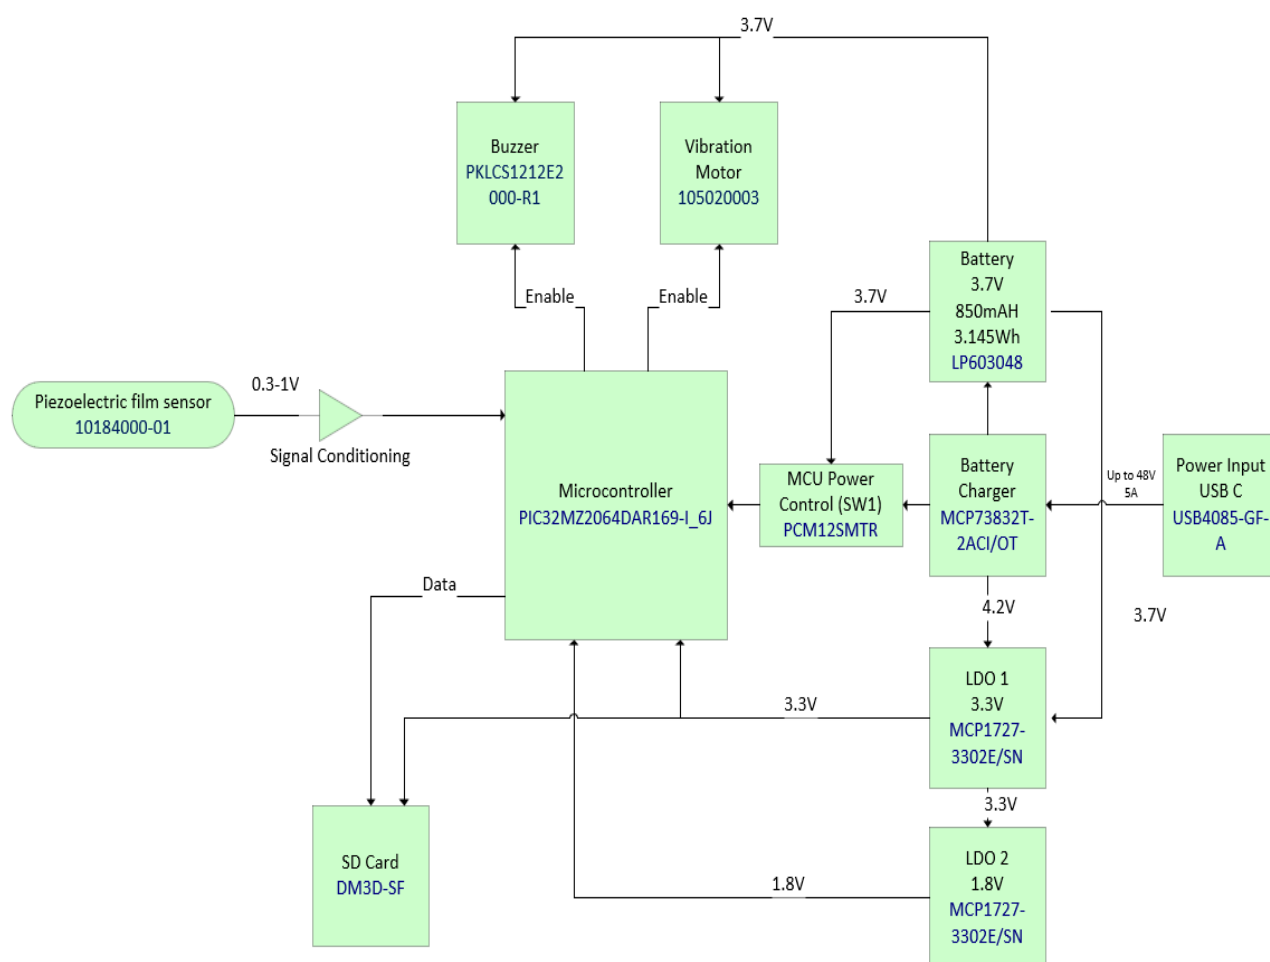 3.7V
Buzzer
PKLCS1212E2
000-R1
Vibration
Motor
105020003
Enable
Enable
3.7V
Battery
3.7V
850mAH
3.145Wh
LP603048
0.3-1V
Piezoelectric film sensor
10184000-01
Signal Conditioning
Microcontroller
PIC32MZ2064DAR169-I_6J
MCU Power
Control (SW1)
PCM12SMTR
Battery
Charger
MCP73832T-
2ACI/OT
Up to 48V
5A
Power Input
USB C
USB4085-GF-
A
Data
4.2V
3.7V
LDO 1
3.3V
MCP1727-
3302E/SN
3.3V
3.3V
SD Card
DM3D-SF
LDO 2
1.8V
MCP1727-
3302E/SN
1.8V